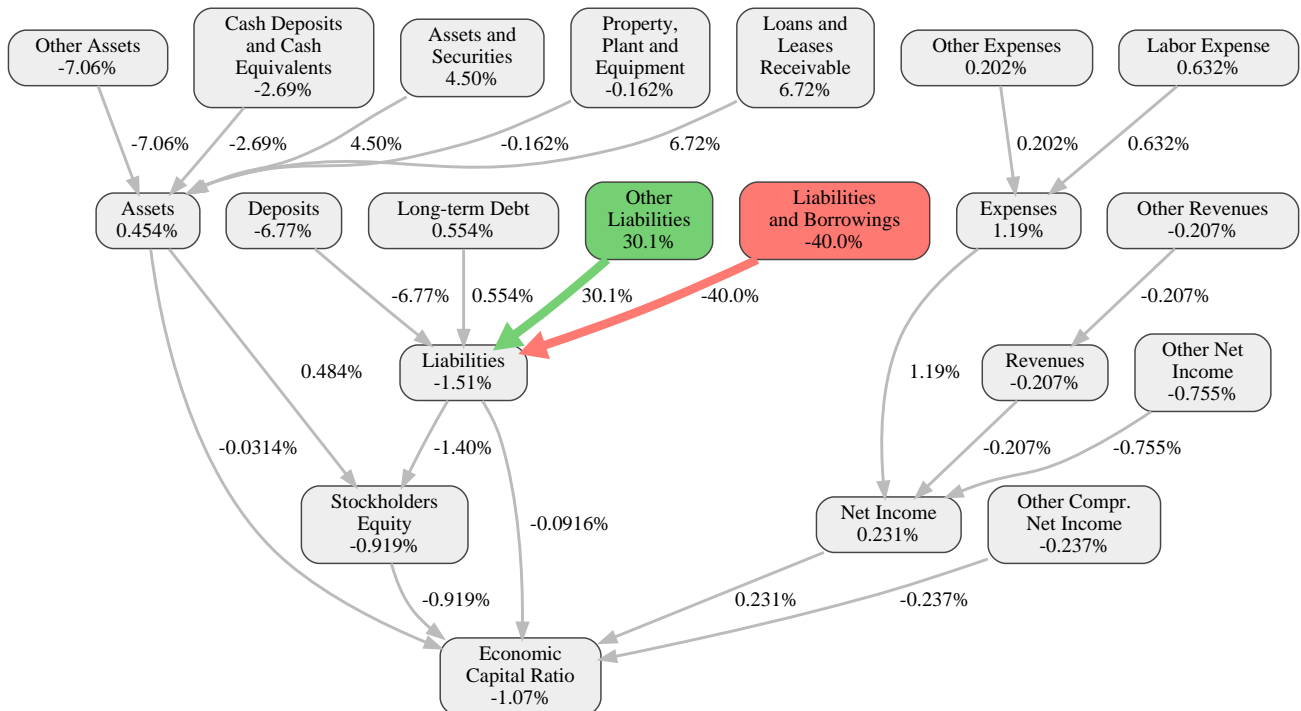 Other Assets
-7.06%
Cash Deposits
and Cash
Equivalents
-2.69%
Assets and
Securities
4.50%
Property,
Plant and
Equipment
-0.162%
Loans and
Leases
Receivable
6.72%
Other Expenses
0.202%
Labor Expense
0.632%
-7.06%
-2.69%
4.50%
-0.162%
6.72%
0.202%
0.632%
Assets
0.454%
Deposits
-6.77%
Long-term Debt
0.554%
Other
Liabilities
30.1%
Liabilities
and Borrowings
-40.0%
Expenses
1.19%
Other Revenues
-0.207%
-6.77%
0.554%
30.1%
-40.0%
-0.207%
0.484%
Liabilities
-1.51%
1.19%
Revenues
-0.207%
Other Net
Income
-0.755%
-0.0314%
-1.40%
-0.207%
-0.755%
Stockholders
Equity
-0.919%
-0.0916%
Net Income
0.231%
Other Compr.
Net Income
-0.237%
-0.919%
0.231%
-0.237%
Economic
Capital Ratio
-1.07%